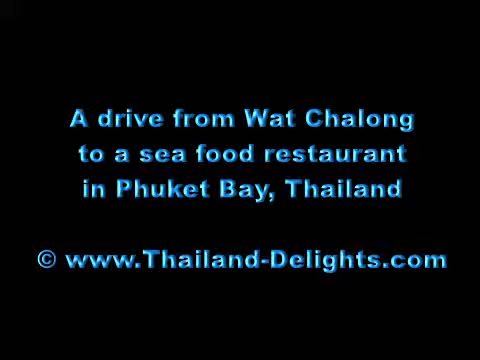 A drive from Wat Chalong
to a sea food restaurant
in Phuket Bay, Thailand
© www.Thailand-Delights.com